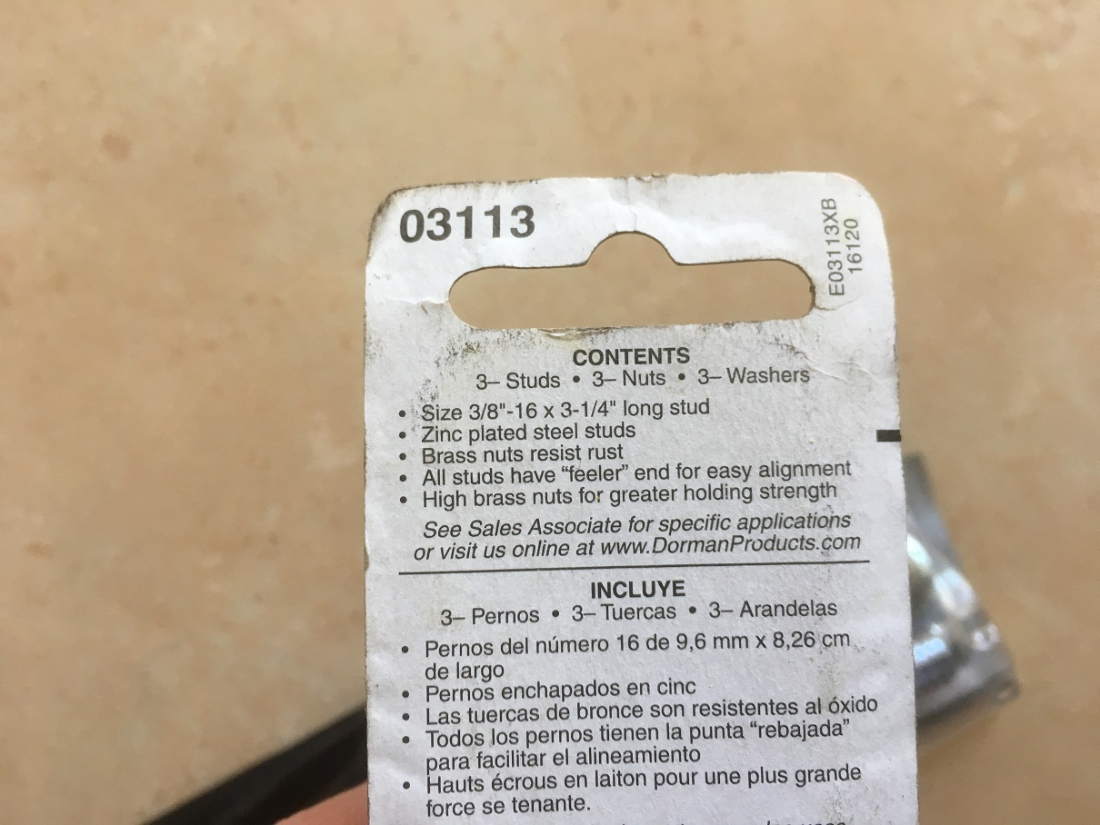 03113
E03113XB
16120
CONTENTS
3– Studs • 3– Nuts • 3– Washers
• Size 3/8"-16 x 3-1/4" long stud
• Zinc plated steel studs
• Brass nuts resist rust
• All studs have “feeler” end for easy alignment
• High brass nuts for greater holding strength
See Sales Associate for specific applications
or visit us online at www.DormanProducts.com
INCLUYE
3– Pernos • 3– Tuercas • 3– Arandelas
• Pernos del número 16 de 9,6 mm x 8,26 cm
de largo
• Pernos enchapados en cinc
• Las tuercas de bronce son resistentes al óxido
• Todos los pernos tienen la punta “rebajada”
para facilitar el alineamiento
• Hauts écrous en laiton pour une plus grande
force se tenante.